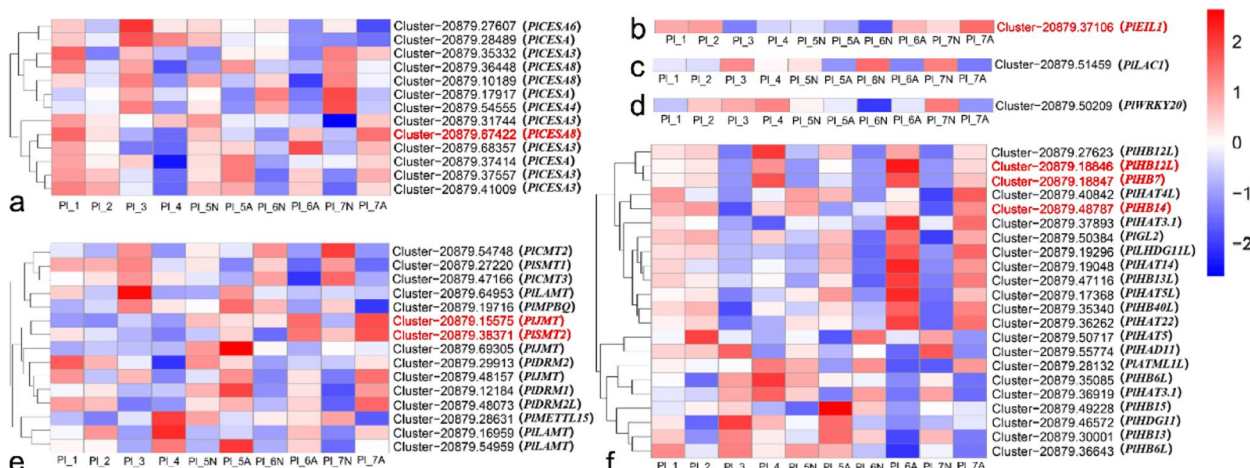 Cluster-20879.27607 (PlCESA6)
Cluster-20879.28489 (PlCESA)
Cluster-20879.35332 (PlCESA3)
Cluster-20879.36448 (PlCESA8)
Cluster-20879.10189 (PlCESA8)
Cluster-20879.17917 (PlCESA)
Cluster-20879.54555 (PlCESA4)
Cluster-20879.31744 (PlCESA3)
Cluster-20879.67422 (PlCESA8)
Cluster-20879.68357 (PlCESA3)
Cluster-20879.37414 (PlCESA)
Cluster-20879.37557 (PlCESA3)
Cluster-20879.41009 (PlCESA3)
a
Pl_1 Pl_2 Pl_3 Pl_4 Pl_5N Pl_5A Pl_6N Pl_6A Pl_7N Pl_7A
b
Cluster-20879.37106 (PlEIL1)
Pl_1 Pl_2 Pl_3 Pl_4 Pl_5N Pl_5A Pl_6N Pl_6A Pl_7N Pl_7A
c
Cluster-20879.51459 (PlLAC1)
Pl_1 Pl_2 Pl_3 Pl_4 Pl_5N Pl_5A Pl_6N Pl_6A Pl_7N Pl_7A
d
Cluster-20879.50209 (PlWRKY20)
Pl_1 Pl_2 Pl_3 Pl_4 Pl_5N Pl_5A Pl_6N Pl_6A Pl_7N Pl_7A
2
1
0
-1
-2
Cluster-20879.54748 (PlCMT2)
Cluster-20879.27220 (PlSMT1)
Cluster-20879.47166 (PlCMT3)
Cluster-20879.64953 (PlLAMT)
Cluster-20879.19716 (PlMPBQ)
Cluster-20879.15575 (PlJMT)
Cluster-20879.38371 (PlSMT2)
Cluster-20879.69305 (PlJMT)
Cluster-20879.29913 (PlDRM2)
Cluster-20879.48157 (PlJMT)
Cluster-20879.12184 (PlDRM1)
Cluster-20879.48073 (PlDRM2L)
Cluster-20879.28631 (PlMETTL15)
Cluster-20879.16959 (PlLAMT)
Cluster-20879.54959 (PlLAMT)
e
Pl_1 Pl_2 Pl_3 Pl_4 Pl_5N Pl_5A Pl_6N Pl_6A Pl_7N Pl_7A
Cluster-20879.27623 (PlHB12L)
Cluster-20879.18846 (PlHB12L)
Cluster-20879.18847 (PlHB7)
Cluster-20879.40842 (PlHAT4L)
Cluster-20879.48787 (PlHB14)
Cluster-20879.37893 (PlHAT3.1)
Cluster-20879.50384 (PlGL2)
Cluster-20879.19296 (PlLHDG11L)
Cluster-20879.19048 (PlHAT14)
Cluster-20879.47116 (PlHB13L)
Cluster-20879.17368 (PlHAT5L)
Cluster-20879.35340 (PlHB40L)
Cluster-20879.36262 (PlHAT22)
Cluster-20879.50717 (PlHAT5)
Cluster-20879.55774 (PlHAD11)
Cluster-20879.28132 (PlATML1L)
Cluster-20879.35085 (PlHB6L)
Cluster-20879.36919 (PlHAT3.1)
Cluster-20879.49228 (PlHB15)
Cluster-20879.46572 (PlHDG11)
Cluster-20879.30001 (PlHB13)
Cluster-20879.36643 (PlHB6L)
f
Pl_1 Pl_2 Pl_3 Pl_4 Pl_5N Pl_5A Pl_6N Pl_6A Pl_7N Pl_7A